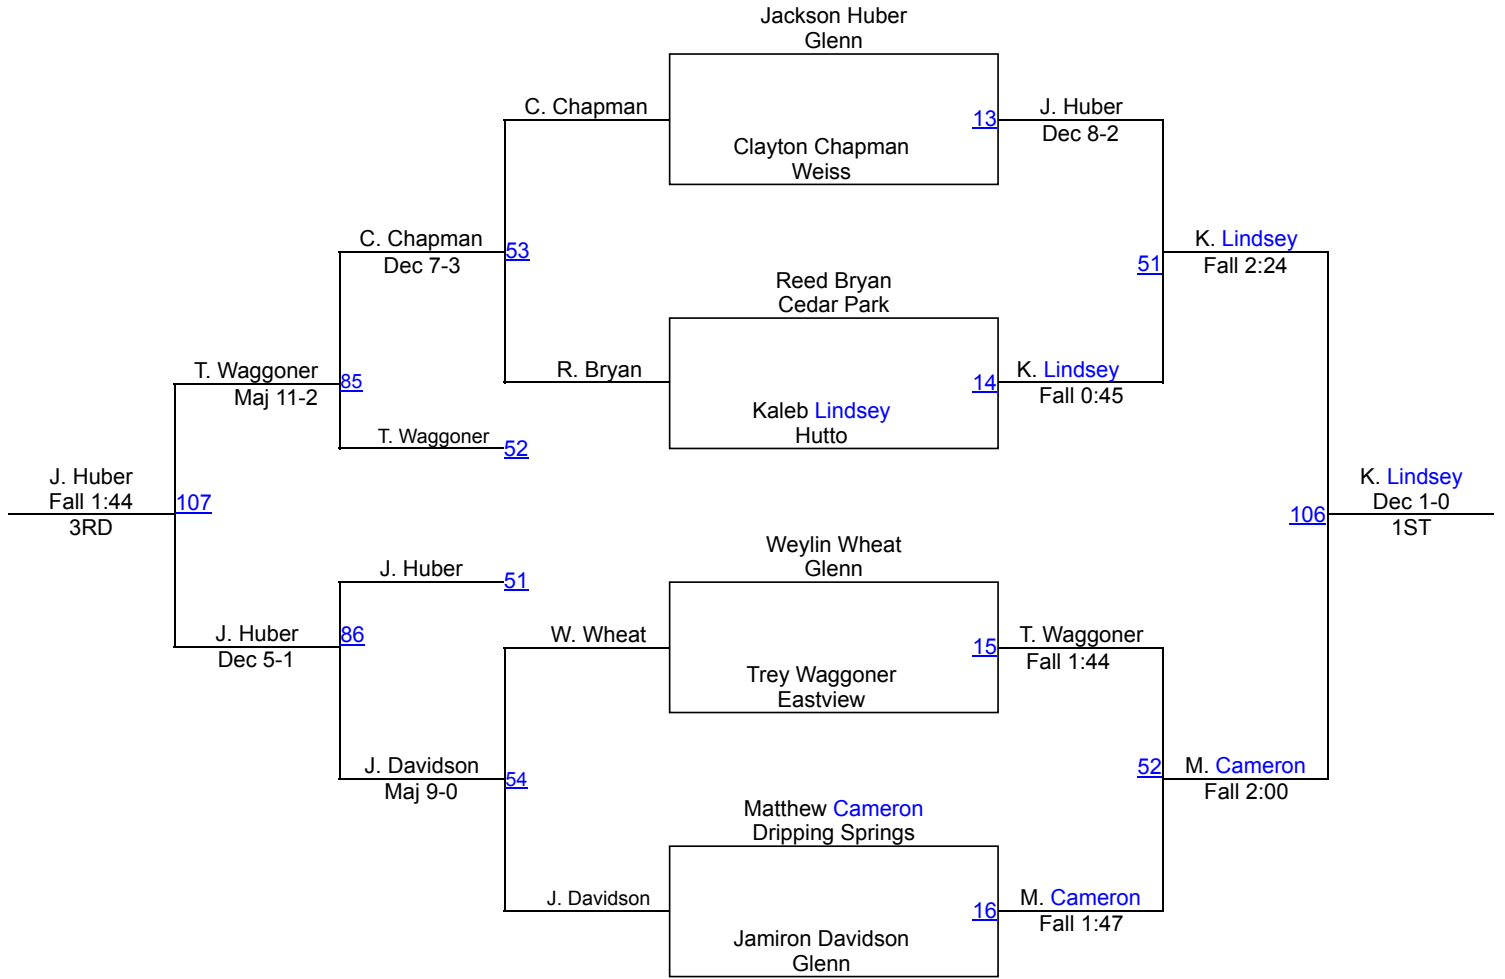 Jackson Huber
Glenn
C. Chapman
13
J. Huber
Dec 8-2
Clayton Chapman
Weiss
C. Chapman
Dec 7-3
53
51
K. Lindsey
Fall 2:24
Reed Bryan
Cedar Park
T. Waggoner
Maj 11-2
85
R. Bryan
14
K. Lindsey
Fall 0:45
Kaleb Lindsey
Hutto
T. Waggoner
52
J. Huber
Fall 1:44
3RD
107
106
K. Lindsey
Dec 1-0
1ST
Weylin Wheat
Glenn
J. Huber
51
J. Huber
Dec 5-1
86
W. Wheat
15
T. Waggoner
Fall 1:44
Trey Waggoner
Eastview
J. Davidson
Maj 9-0
54
52
M. Cameron
Fall 2:00
Matthew Cameron
Dripping Springs
J. Davidson
16
M. Cameron
Fall 1:47
Jamiron Davidson
Glenn